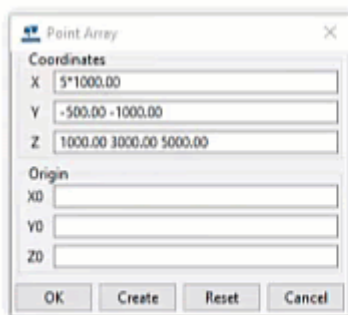 Point Array
Coordinates
X 5*1000.00
Y -500.00 -1000.00
Z 1000.00 3000.00 5000.00
Origin
X0
Y0
Z0
OK Create Reset Cancel